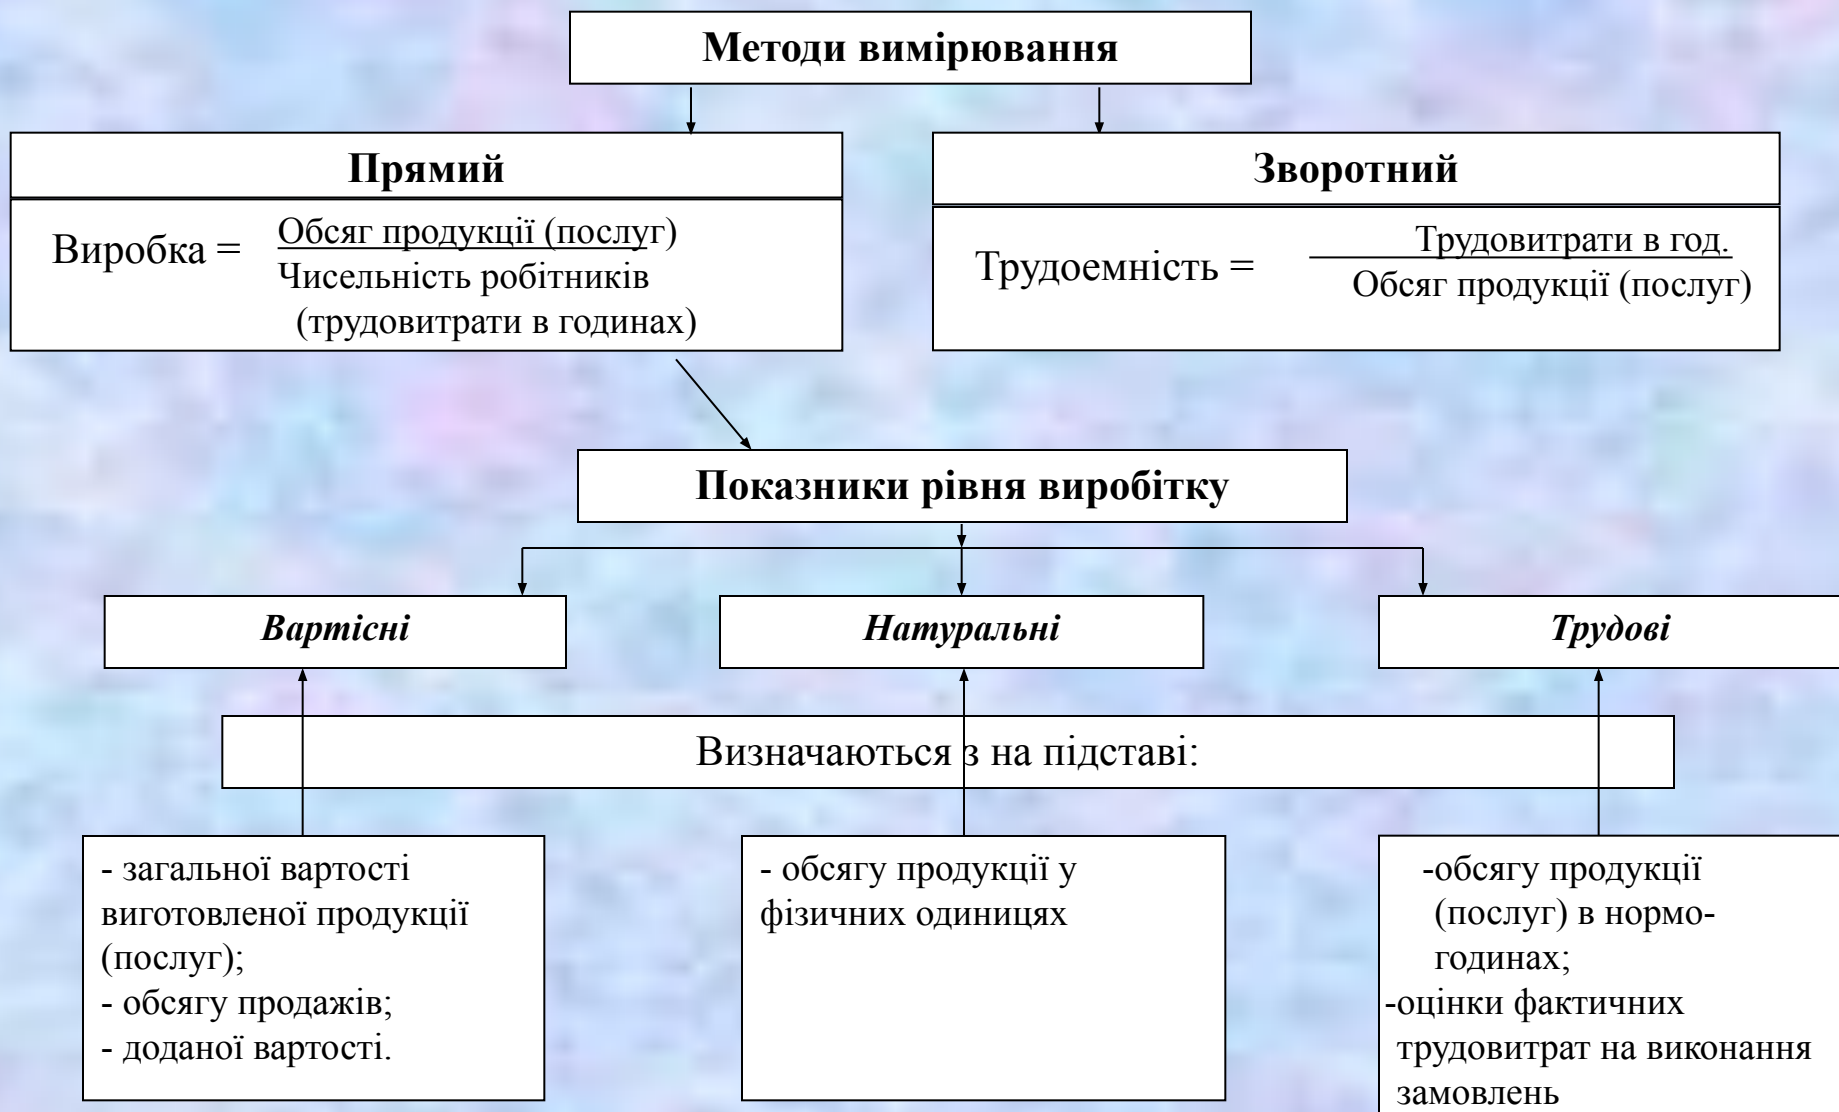 Методи вимірювання
Прямий
Виробка =
Обсяг продукції (послуг)
Чисельність робітників
(трудовитрати в годинах)
Зворотний
Трудоемність =
Трудовитрати в год.
Обсяг продукції (послуг)
Показники рівня виробітку
Вартісні
Натуральні
Трудові
Визначаються з на підставі:
- загальної вартості
виготовленої продукції
(послуг);
- обсягу продажів;
- доданої вартості.
- обсягу продукції у
фізичних одиницях
-обсягу продукції
(послуг) в нормо-
годинах;
-оцінки фактичних
трудовитрат на виконання
замовлень